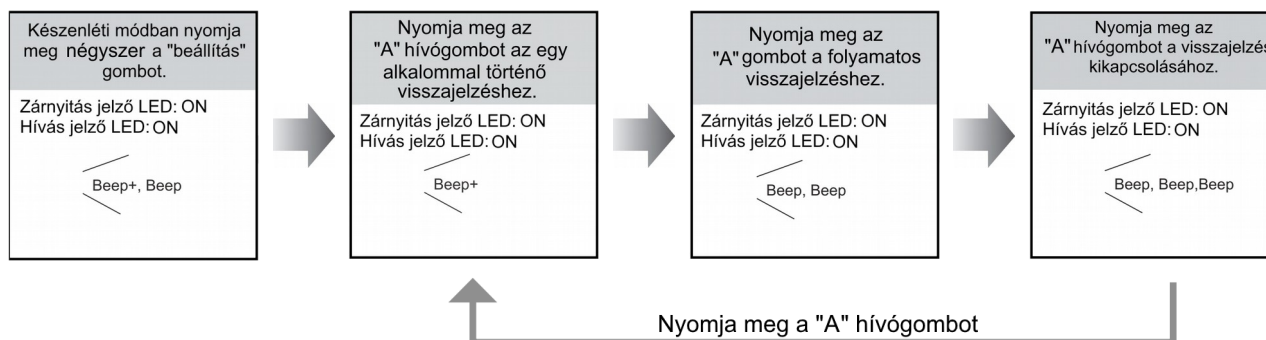 Készenléti módban nyomja
meg négyszer a "beállítás"
gombot.
Zárnyitás jelző LED: ON
Hívás jelző LED: ON
Beep+, Beep
Nyomja meg az
"A" hívógombot az egy
alkalommal történő
visszajelzéshez.
Zárnyitás jelző LED: ON
Hívás jelző LED: ON
Beep+
Nyomja meg az
"A" gombot a folyamatos
visszajelzéshez.
Zárnyitás jelző LED: ON
Hívás jelző LED: ON
Beep, Beep
Nyomja meg az
"A" hívógombot a visszajelzés
kikapcsolásához.
Zárnyitás jelző LED: ON
Hívás jelző LED: ON
Beep, Beep,Beep
Nyomja meg a "A" hívógombot